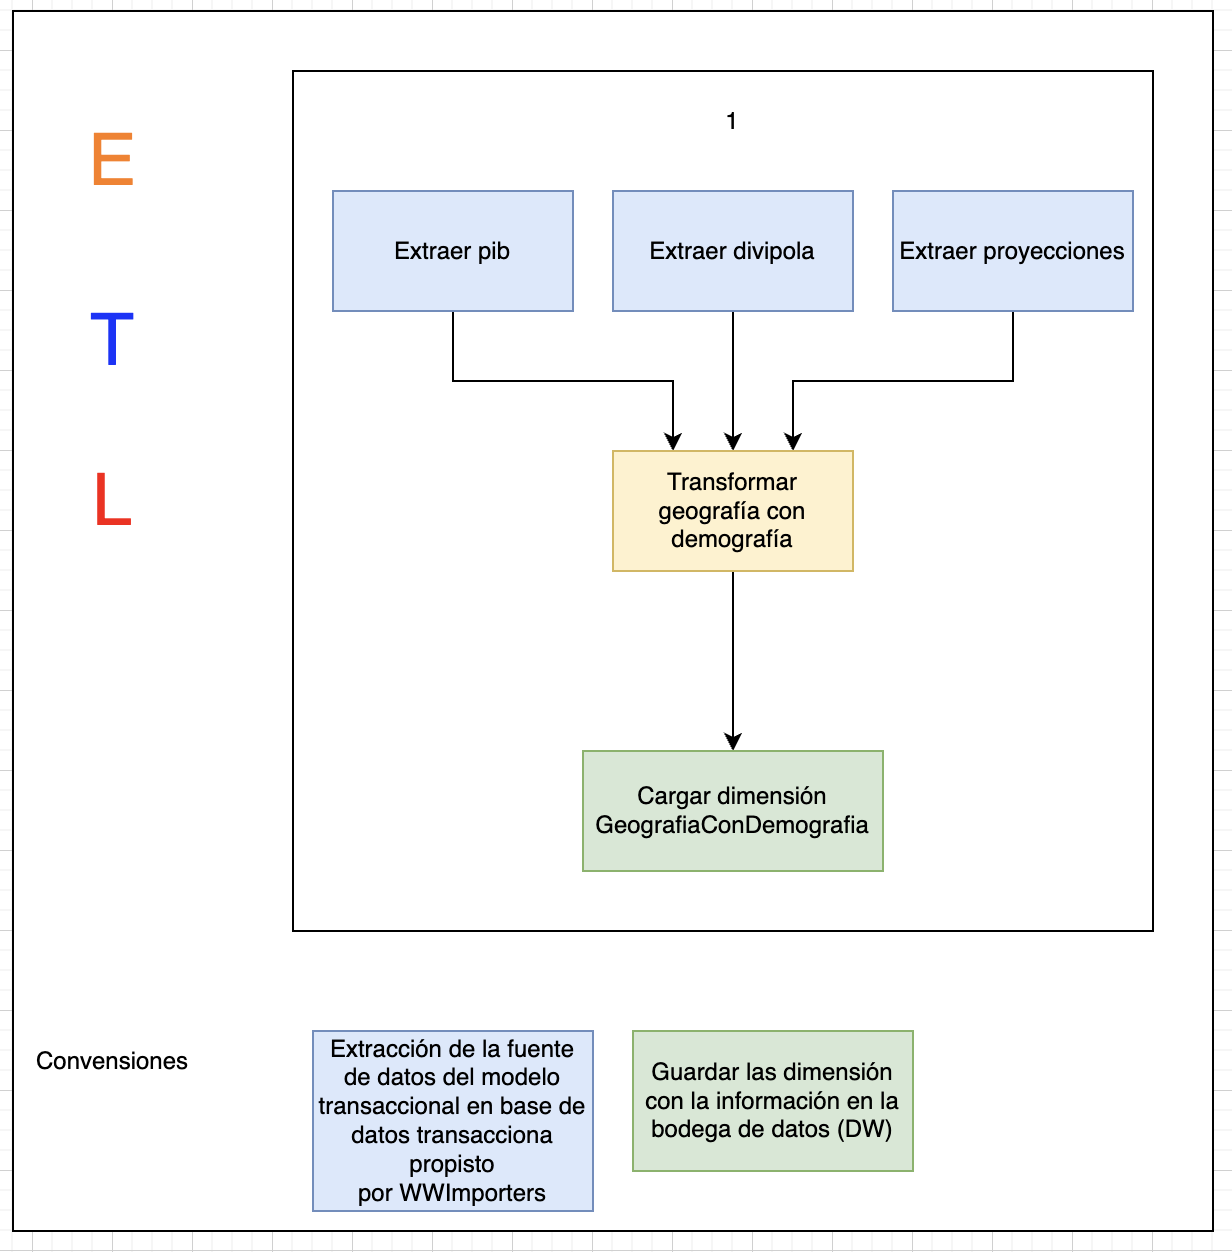 E
T
L
1
Extraer pib
Extraer divipola
Extraer proyecciones
Transformar
geografía con
demografía
Cargar dimensión
GeografiaConDemografia
Convensiones
Extracción de la fuente
de datos del modelo
transaccional en base de
datos transacciona
propisto
por WWImporters
Guardar las dimensión
con la información en la
bodega de datos (DW)